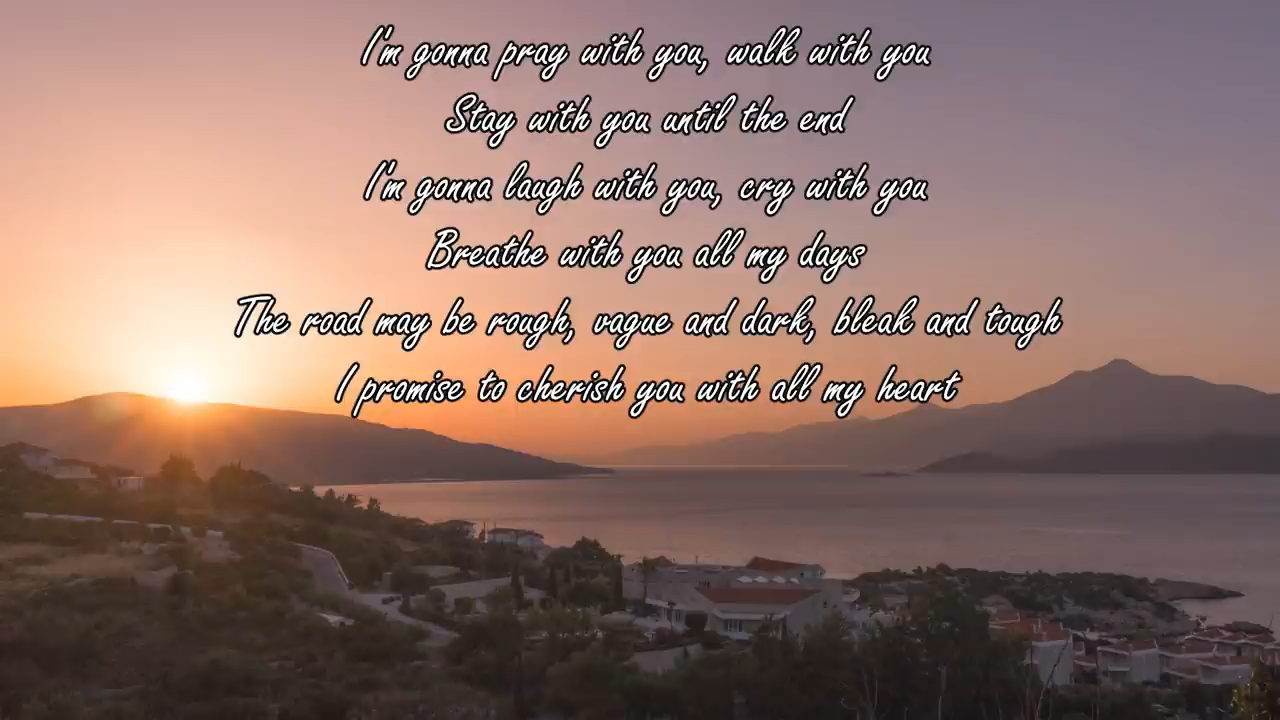 I'm gonna pray with you, walk with you
Stay with you until the end
I'm gonna laugh with you, cry with you
Breathe with you all my days
The road may be rough, vague and dark, bleak and tough
I promise to cherish you with all my heart